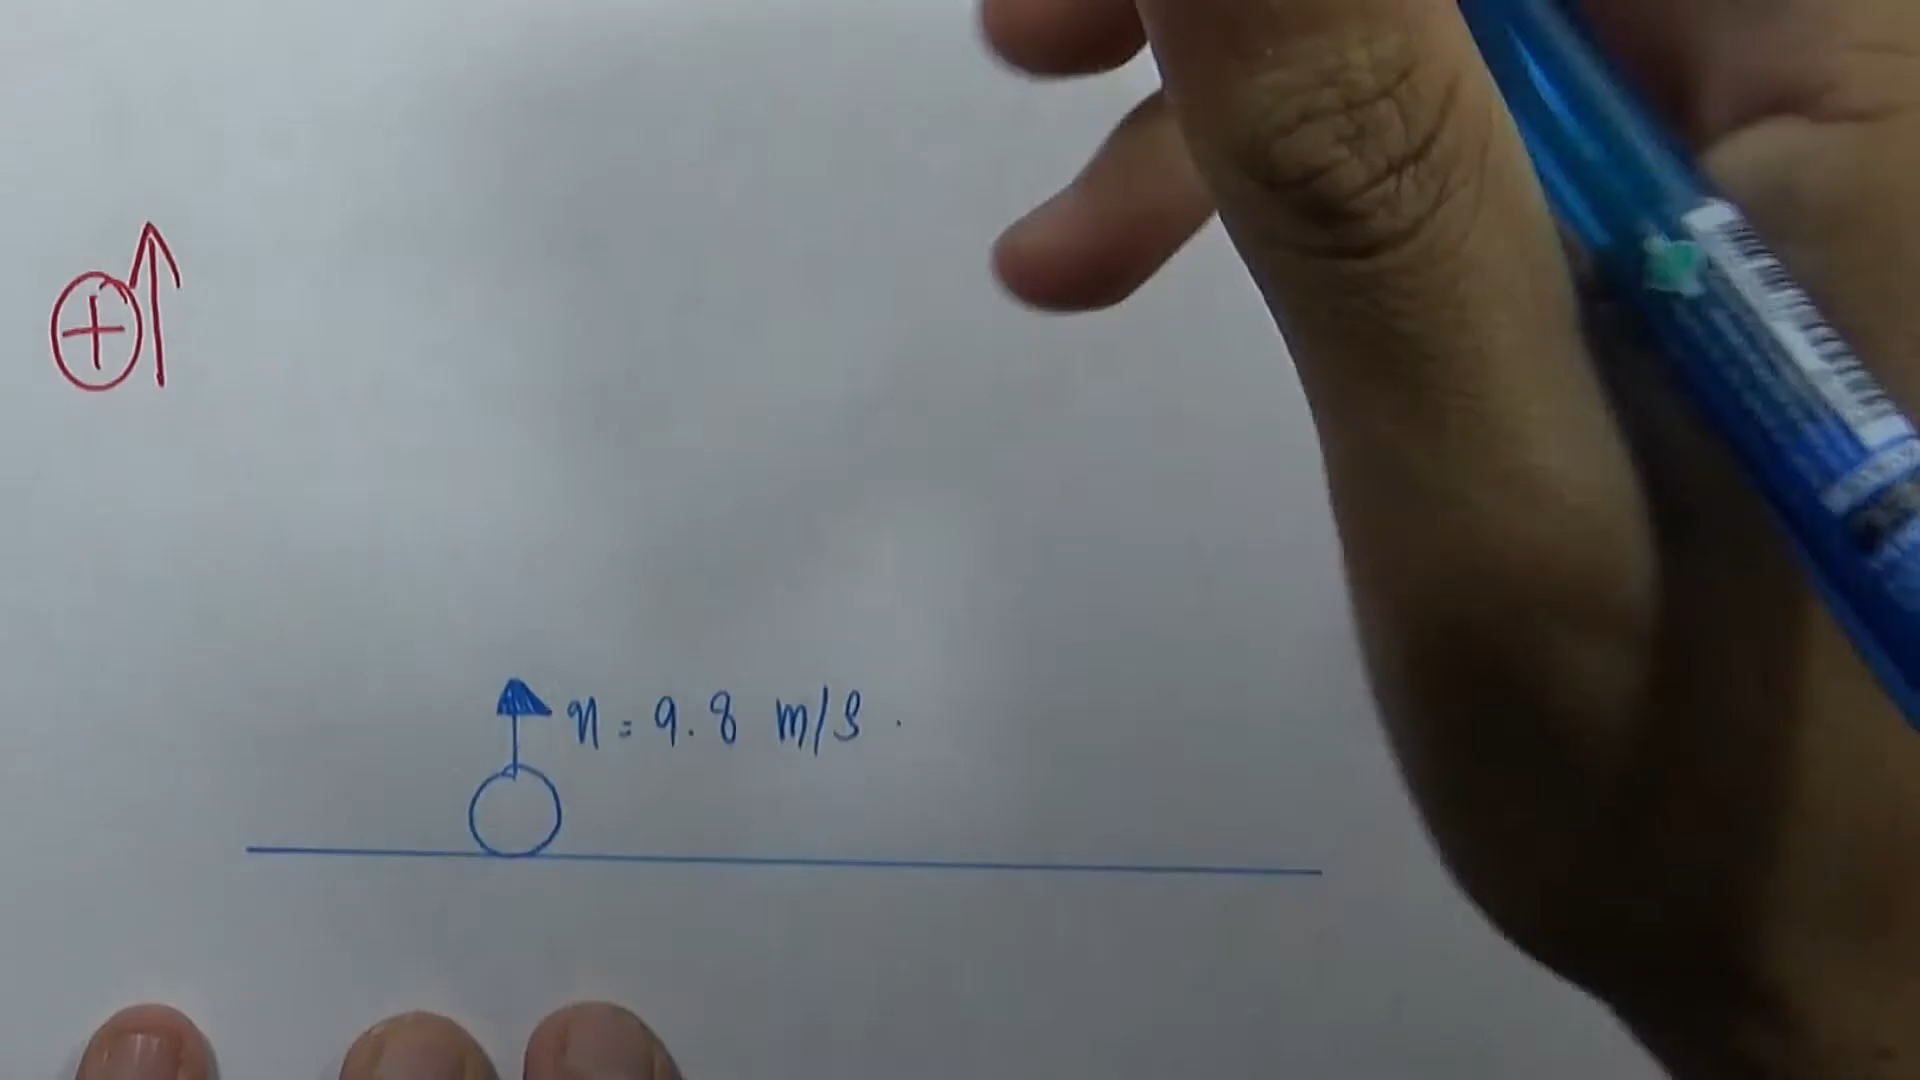 +
u = 9.8 m/s